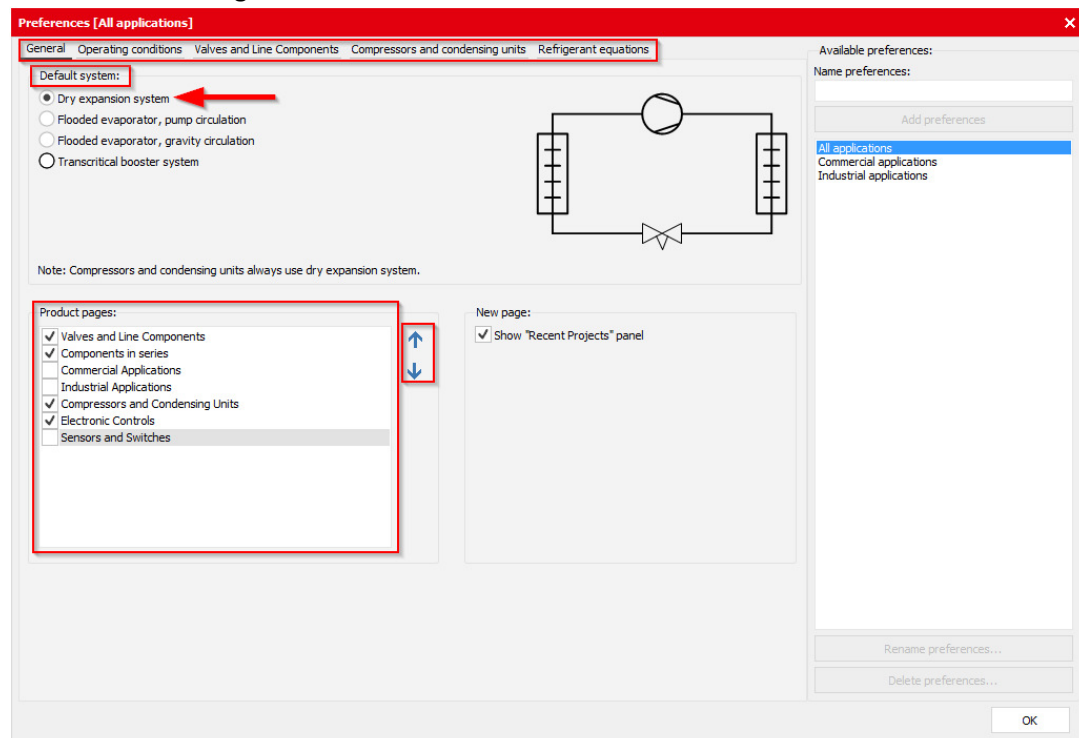 Preferences [All applications]
General Operating conditions Valves and Line Components Compressors and condensing units Refrigerant equations
Default system:
Dry expansion system
Flooded evaporator, pump circulation
Flooded evaporator, gravity circulation
Transcritical booster system
Note: Compressors and condensing units always use dry expansion system.
Product pages:
Valves and Line Components
Components in series
Commercial Applications
Industrial Applications
Compressors and Condensing Units
Electronic Controls
Sensors and Switches
New page:
Show "Recent Projects" panel
Available preferences:
Name preferences:
Add preferences
All applications
Commercial applications
Industrial applications
Rename preferences...
Delete preferences...
OK